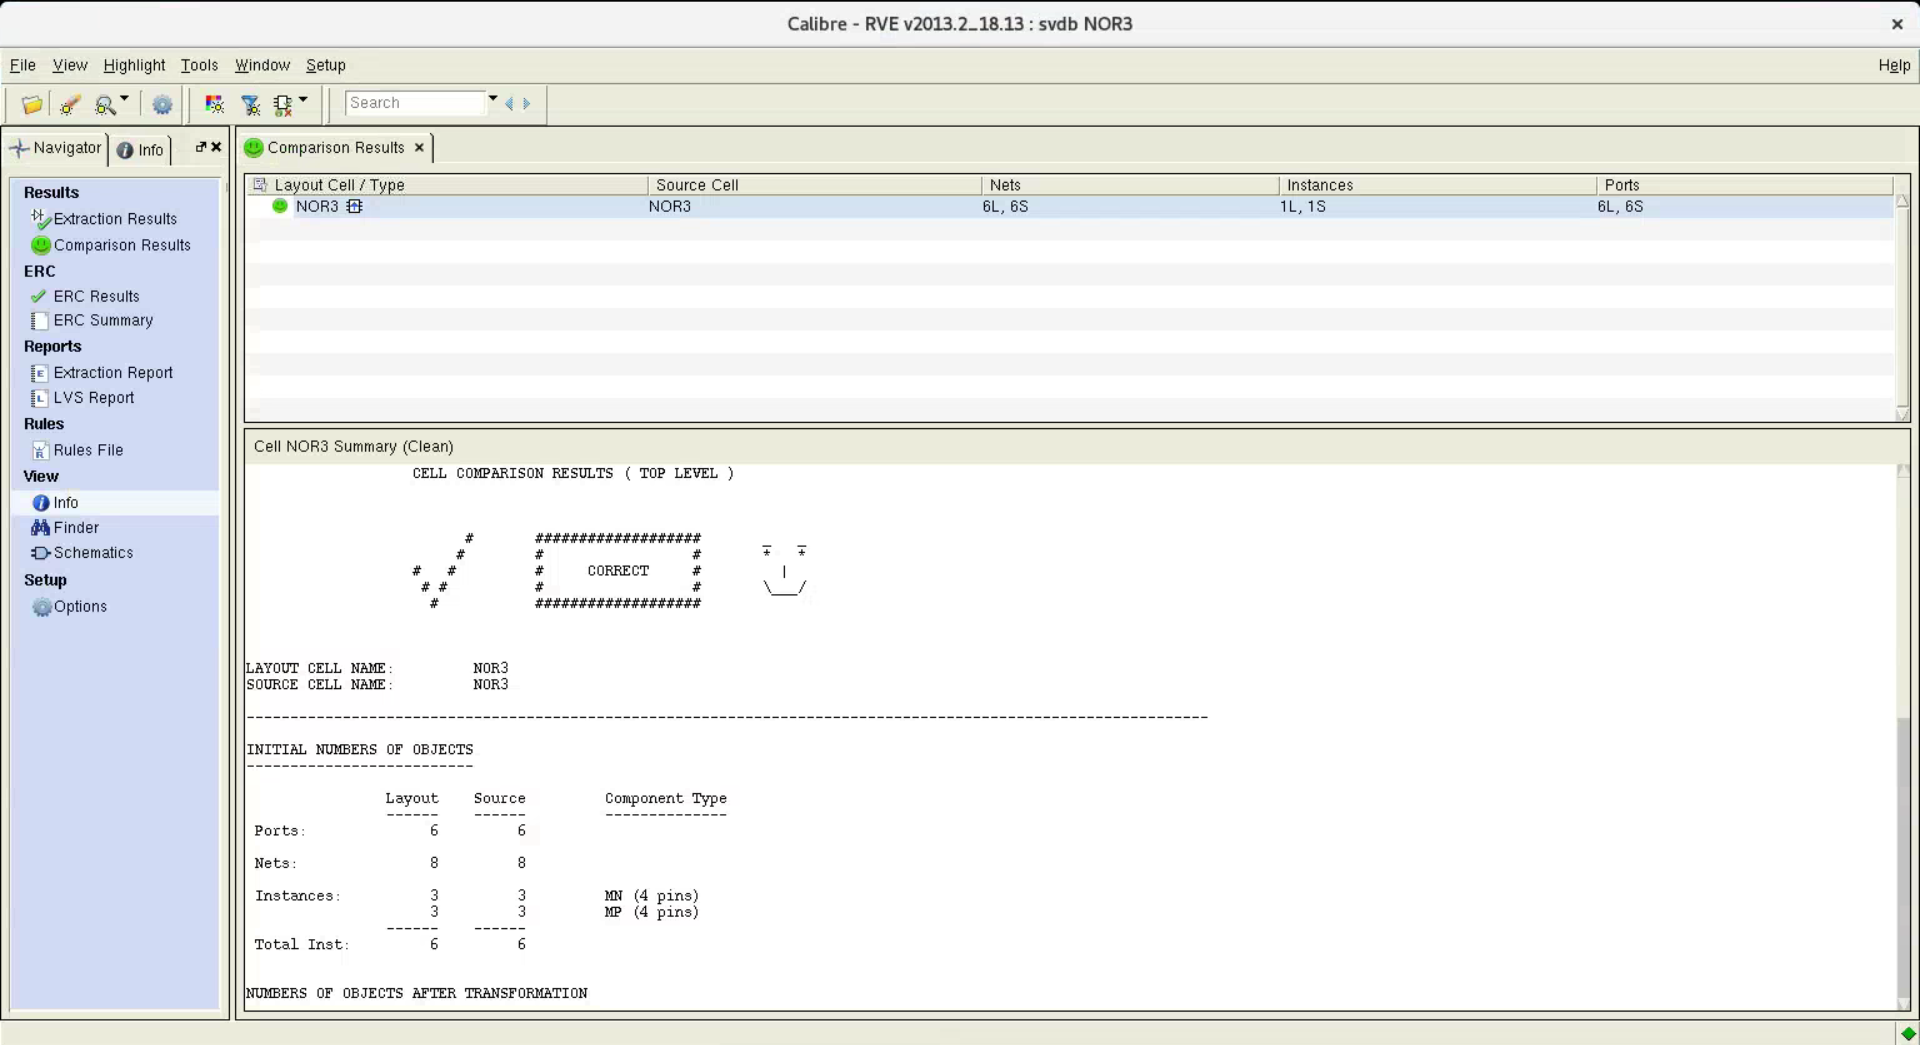 Calibre - RVE v2013.2_18.13 : svdb NOR3
File View Highlight Tools Window Setup Help
Search
Navigator Info
Results
Extraction Results
Comparison Results
ERC
ERC Results
ERC Summary
Reports
Extraction Report
LVS Report
Rules
Rules File
View
Info
Finder
Schematics
Setup
Options
Comparison Results
Layout Cell / Type Source Cell Nets Instances Ports
NOR3 NOR3 6L, 6S 1L, 1S 6L, 6S
Cell NOR3 Summary (Clean)
CELL COMPARISON RESULTS ( TOP LEVEL )
# ################### _ _
# # # * *
# # # CORRECT # |
# # # # \___/
# ###################
LAYOUT CELL NAME: NOR3
SOURCE CELL NAME: NOR3
--------------------------------------------------------------------------------------------------------------
INITIAL NUMBERS OF OBJECTS
--------------------------
Layout Source Component Type
------ ------ --------------
Ports: 6 6
Nets: 8 8
Instances: 3 3 MN (4 pins)
3 3 MP (4 pins)
------ ------
Total Inst: 6 6
NUMBERS OF OBJECTS AFTER TRANSFORMATION